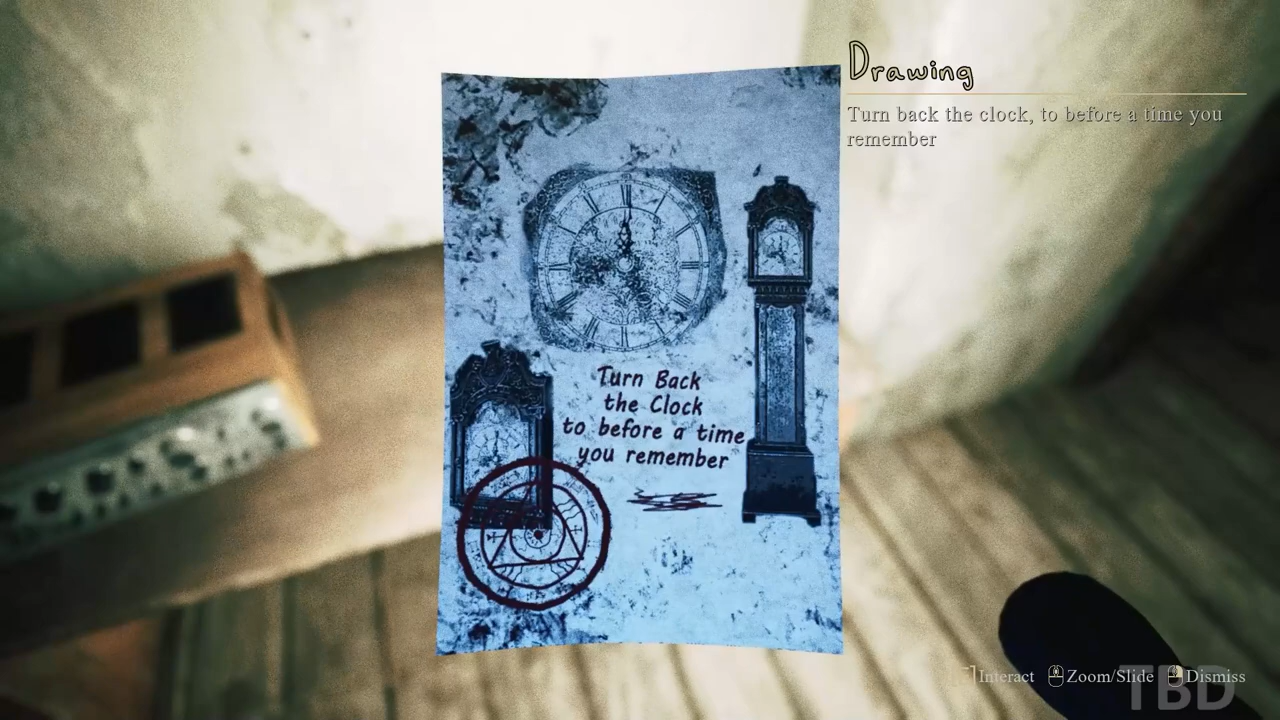 Drawing
Turn back the clock, to before a time you
remember
Turn Back
the Clock
to before a time
you remember
Interact Zoom/Slide Dismiss
TBD